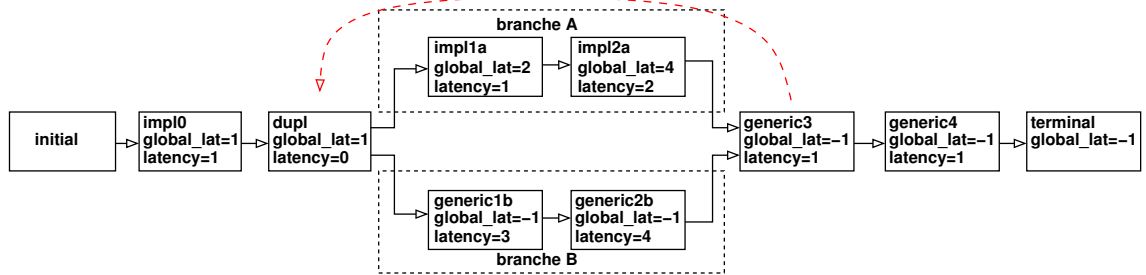 branche A
impl1a
global_lat=2
latency=1
impl2a
global_lat=4
latency=2
initial
impl0
global_lat=1
latency=1
dupl
global_lat=1
latency=0
generic3
global_lat=−1
latency=1
generic4
global_lat=−1
latency=1
terminal
global_lat=−1
generic1b
global_lat=−1
latency=3
generic2b
global_lat=−1
latency=4
branche B